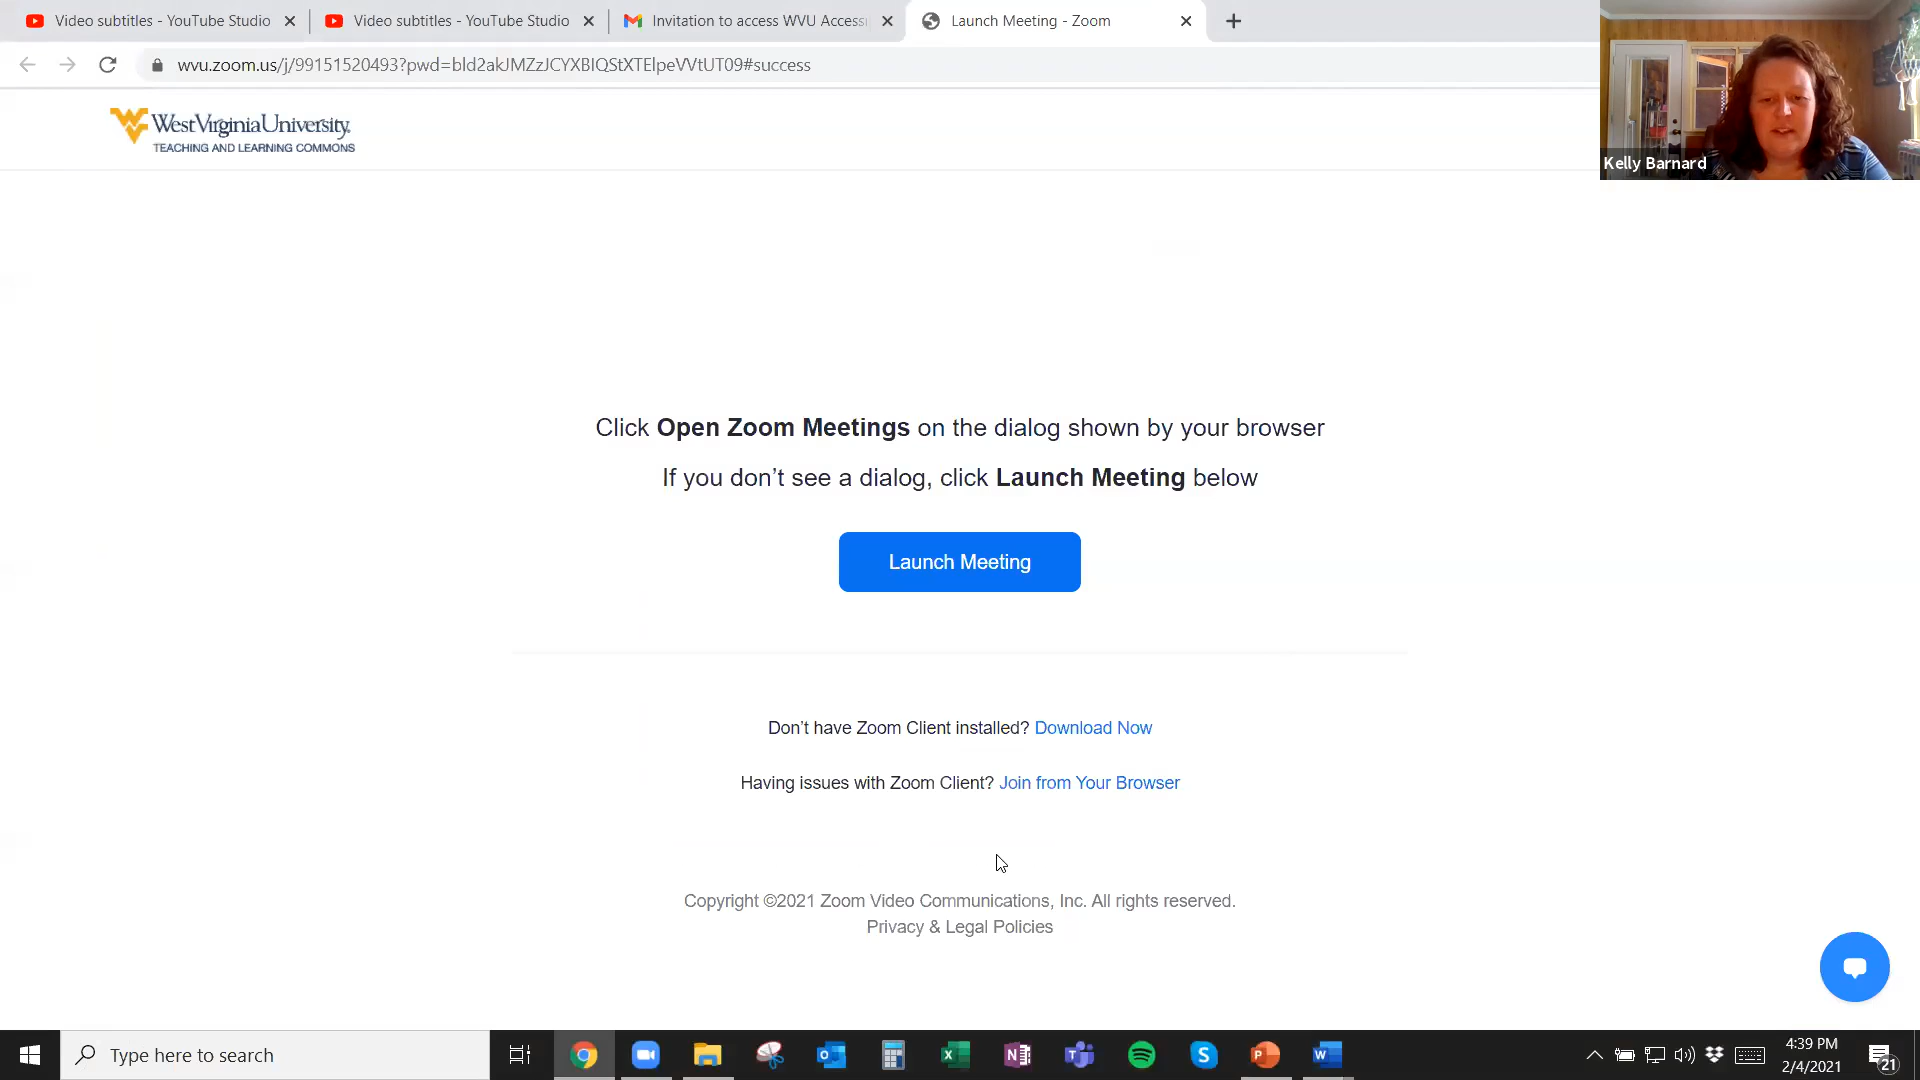 Video subtitles - YouTube Studio
Video subtitles - YouTube Studio
Invitation to access WVU Access
Launch Meeting - Zoom
wvu.zoom.us/j/99151520493?pwd=bld2akJMZzJCYXBIQStXTElpeVVtUT09#success
WestVirginiaUniversity.
TEACHING AND LEARNING COMMONS
Kelly Barnard
Click Open Zoom Meetings on the dialog shown by your browser
If you don’t see a dialog, click Launch Meeting below
Launch Meeting
Don’t have Zoom Client installed? Download Now
Having issues with Zoom Client? Join from Your Browser
Copyright ©2021 Zoom Video Communications, Inc. All rights reserved.
Privacy & Legal Policies
Type here to search
4:39 PM
2/4/2021
21